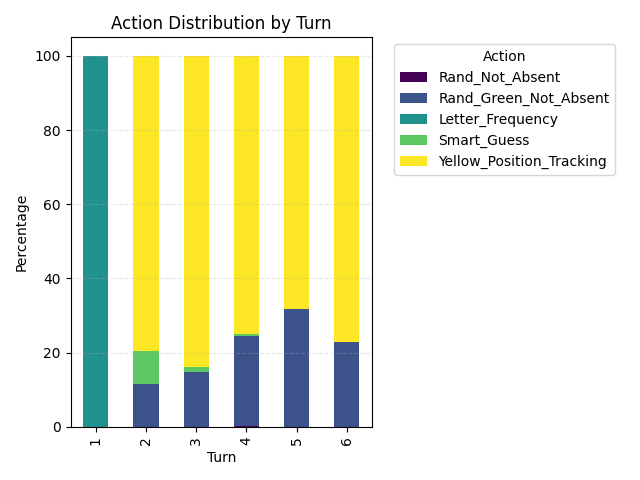 Action Distribution by Turn
Percentage
100
80
60
40
20
0
1
2
3
4
5
6
Turn
Action
Rand_Not_Absent
Rand_Green_Not_Absent
Letter_Frequency
Smart_Guess
Yellow_Position_Tracking